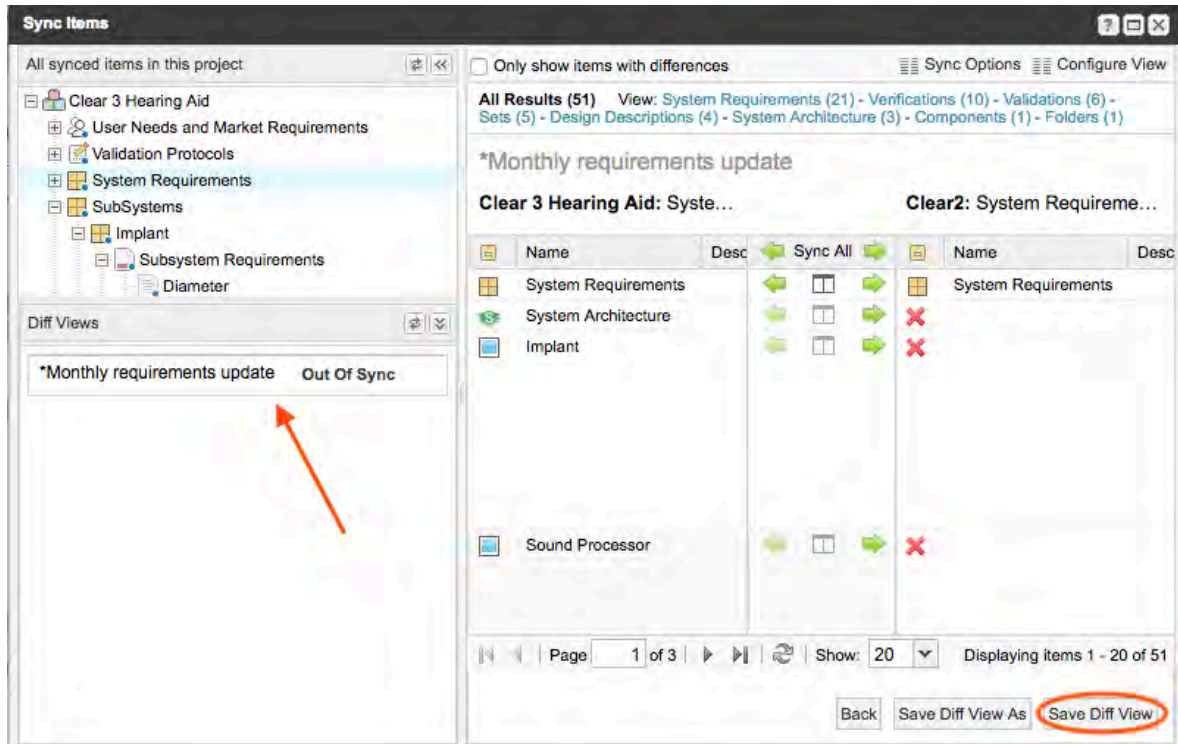 Sync Items
All synced items in this project
Clear 3 Hearing Aid
User Needs and Market Requirements
Validation Protocols
System Requirements
SubSystems
Implant
Subsystem Requirements
Diameter
Diff Views
*Monthly requirements update Out Of Sync
Only show items with differences Sync Options Configure View
All Results (51) View: System Requirements (21) - Verifications (10) - Validations (6) -
Sets (5) - Design Descriptions (4) - System Architecture (3) - Components (1) - Folders (1)
*Monthly requirements update
Clear 3 Hearing Aid: Syste... Clear2: System Requireme...
Name Desc Sync All Name Desc
System Requirements System Requirements
System Architecture
Implant
Sound Processor
Page 1 of 3 Show: 20 Displaying items 1 - 20 of 51
Back Save Diff View As Save Diff View